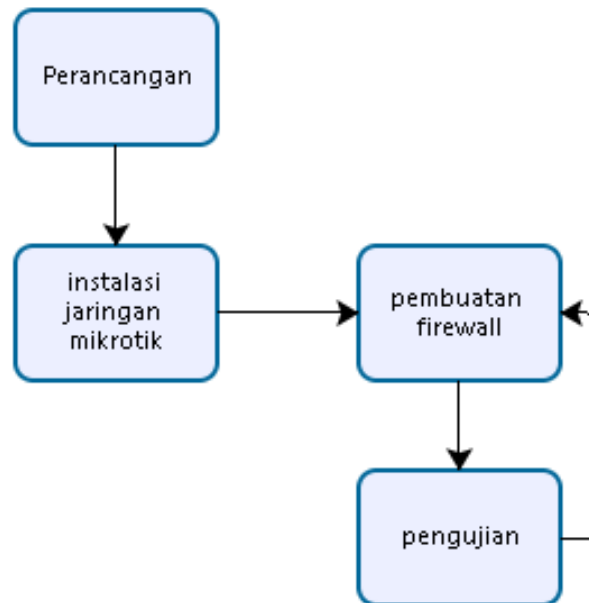 Perancangan
instalasi
jaringan
mikrotik
pembuatan
firewall
pengujian